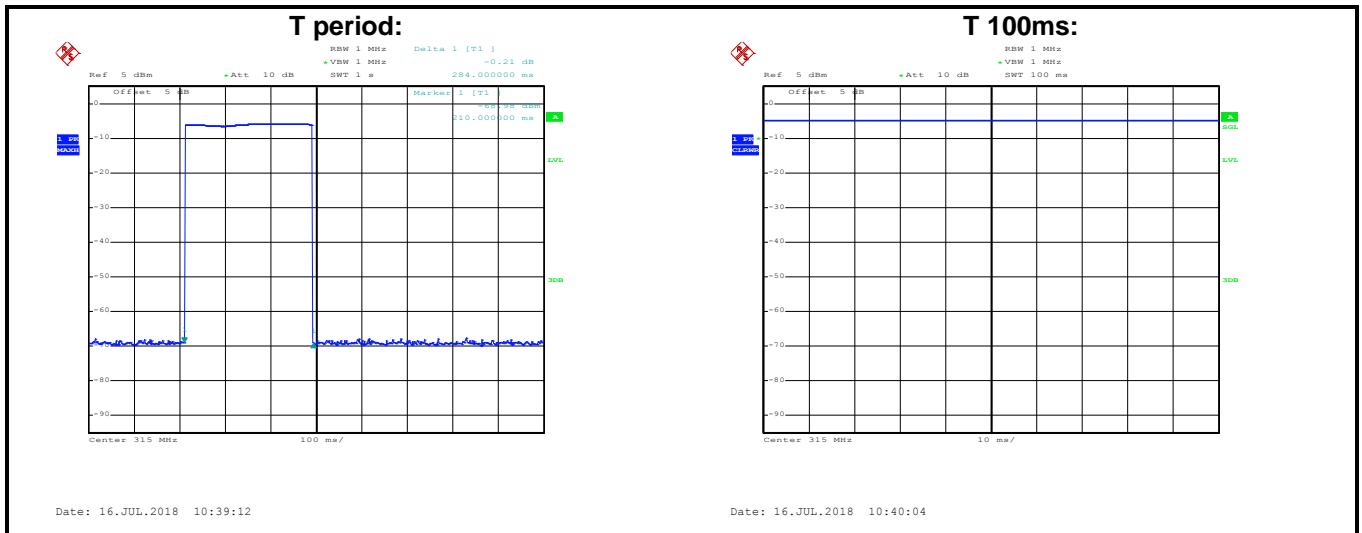 T period:
RBW 1 MHz Delta 1 [T1 ]
VBW 1 MHz -0.21 dB
Ref 5 dBm Att 10 dB SWT 1 s 284.000000 ms
Offset 5 dB Marker 1 [T1 ]
-68.98 dBm
210.000000 ms
A
1 PK
MAXH
LVL
3DB
0
-10
-20
-30
-40
-50
-60
-70
-80
-90
Center 315 MHz 100 ms/
Date: 16.JUL.2018 10:39:12
T 100ms:
RBW 1 MHz
VBW 1 MHz
Ref 5 dBm Att 10 dB SWT 100 ms
Offset 5 dB
A
SGL
1 PK
CLRWR
LVL
3DB
0
-10
-20
-30
-40
-50
-60
-70
-80
-90
Center 315 MHz 10 ms/
Date: 16.JUL.2018 10:40:04